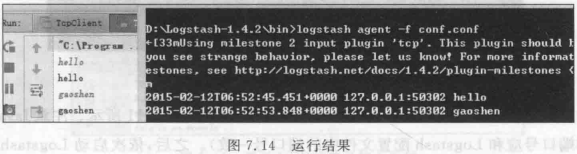 Run: TcpClient
"C:\Program ..
hello
hello
gaoshen
gaoshen
D:\Logstash-1.4.2\bin>logstash agent -f conf.conf
←[33mUsing milestone 2 input plugin 'tcp'. This plugin should b
you see strange behavior, please let us know! For more informat
estones, see http://logstash.net/docs/1.4.2/plugin-milestones <
m
2015-02-12T06:52:45.451+0000 127.0.0.1:50302 hello
2015-02-12T06:52:53.848+0000 127.0.0.1:50302 gaoshen
图 7.14 运行结果